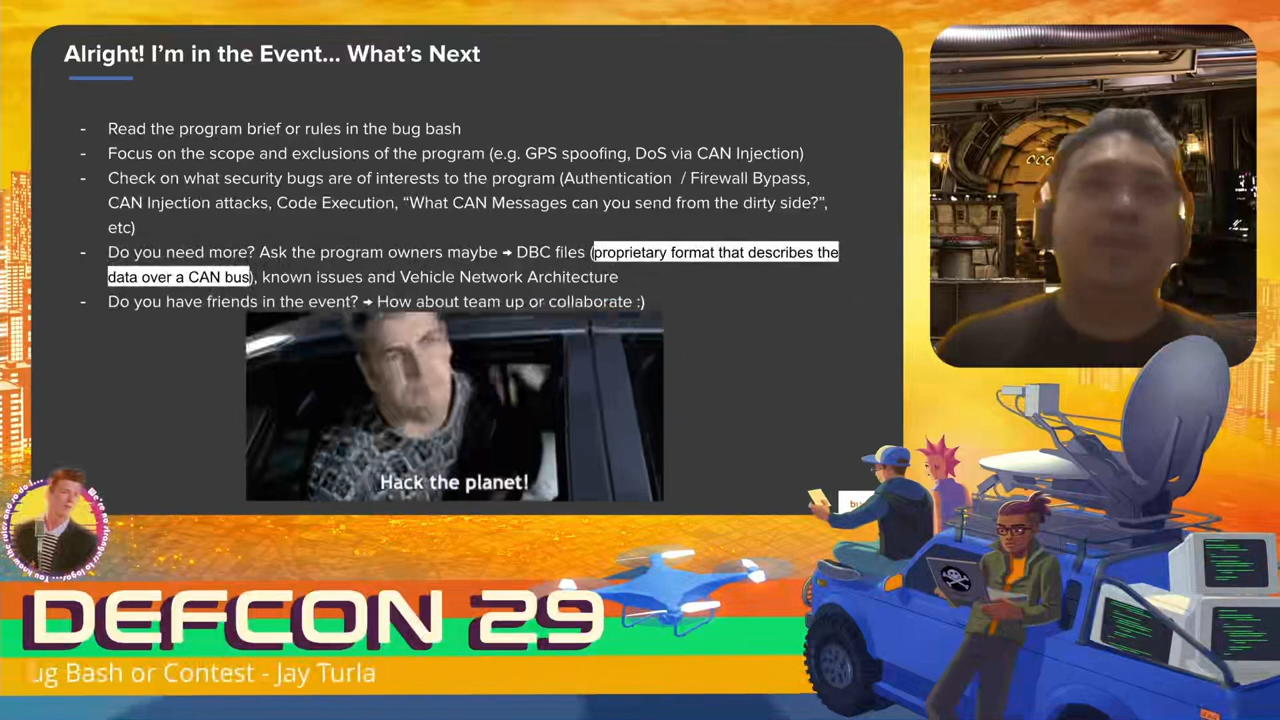 Alright! I’m in the Event... What’s Next
- Read the program brief or rules in the bug bash
- Focus on the scope and exclusions of the program (e.g. GPS spoofing, DoS via CAN Injection)
- Check on what security bugs are of interests to the program (Authentication / Firewall Bypass,
CAN Injection attacks, Code Execution, “What CAN Messages can you send from the dirty side?”,
etc)
- Do you need more? Ask the program owners maybe → DBC files (proprietary format that describes the
data over a CAN bus), known issues and Vehicle Network Architecture
- Do you have friends in the event? → How about team up or collaborate :)
Hack the planet!
DEFCON 29
ug Bash or Contest - Jay Turla